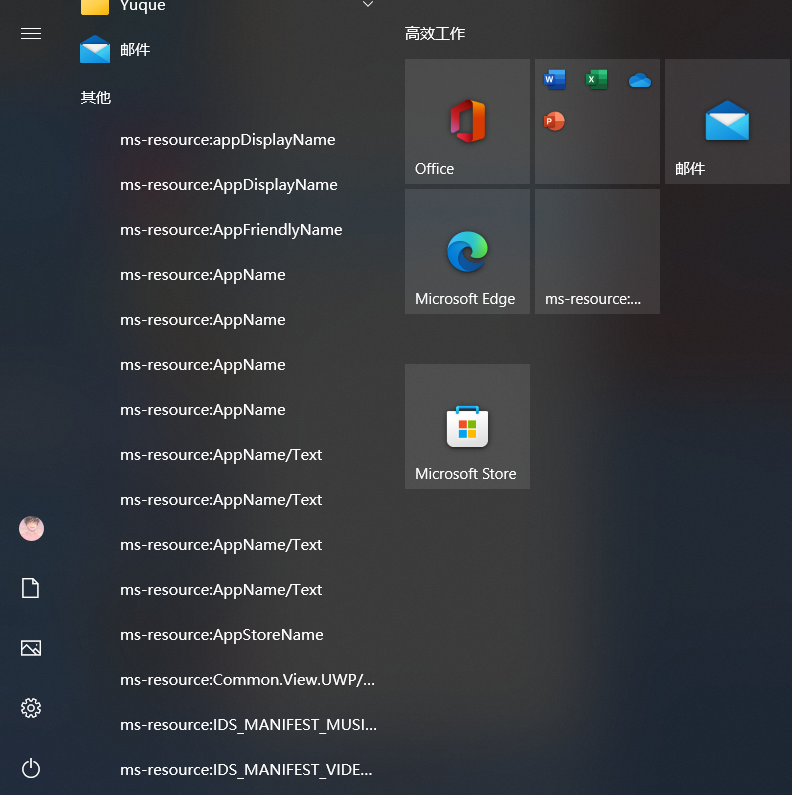 Yuque
邮件
其他
ms-resource:appDisplayName
ms-resource:AppDisplayName
ms-resource:AppFriendlyName
ms-resource:AppName
ms-resource:AppName
ms-resource:AppName
ms-resource:AppName
ms-resource:AppName/Text
ms-resource:AppName/Text
ms-resource:AppName/Text
ms-resource:AppName/Text
ms-resource:AppStoreName
ms-resource:Common.View.UWP/...
ms-resource:IDS_MANIFEST_MUSI...
ms-resource:IDS_MANIFEST_VIDE...
高效工作
W
X
P
Office
邮件
Microsoft Edge
ms-resource:...
Microsoft Store